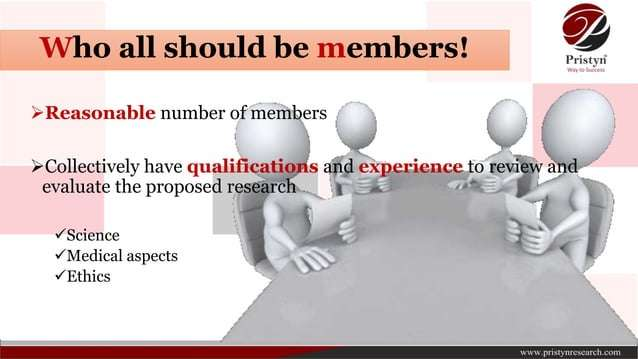 Who all should be members!
Pristyn
Way to Success
➢Reasonable number of members
➢Collectively have qualifications and experience to review and
evaluate the proposed research
✓Science
✓Medical aspects
✓Ethics
www.pristynresearch.com